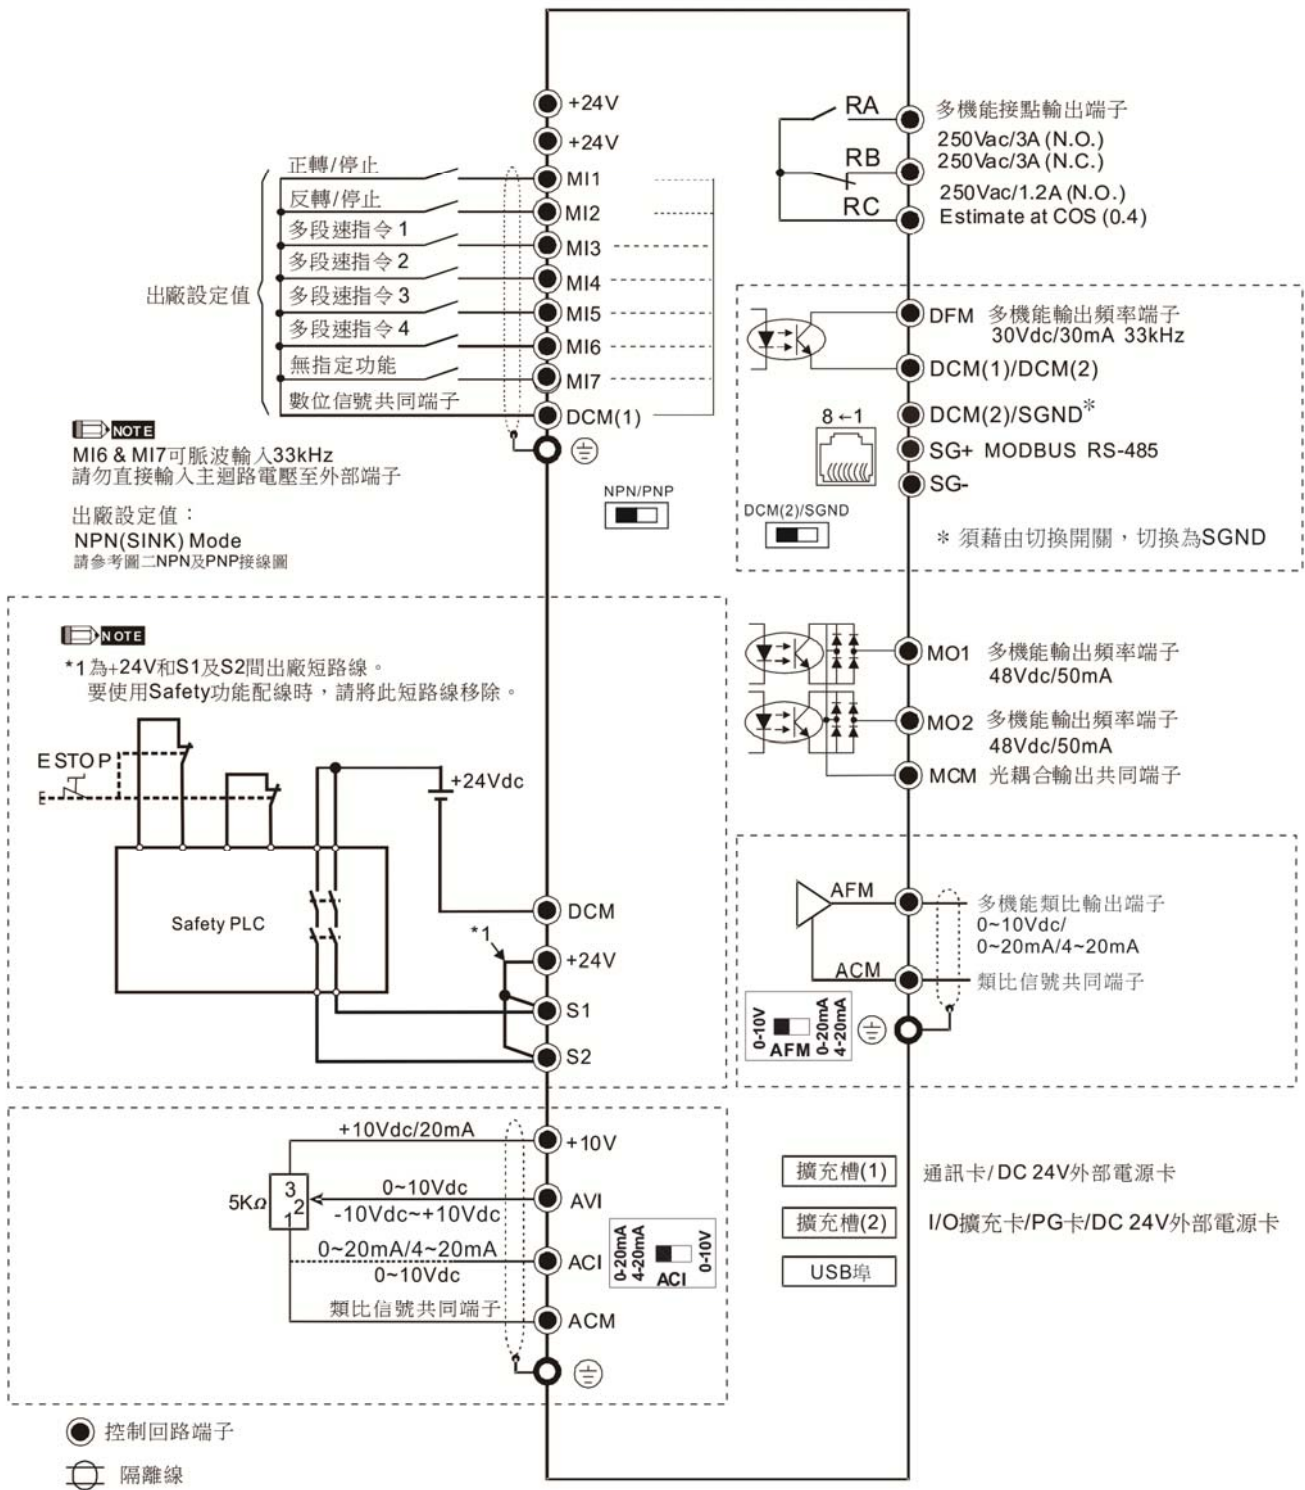 +24V
+24V
正轉/停止
MI1
反轉/停止
MI2
多段速指令 1
MI3
多段速指令 2
MI4
多段速指令 3
MI5
多段速指令 4
MI6
無指定功能
MI7
數位信號共同端子
DCM(1)
出廠設定值
NOTE
MI6 & MI7可脈波輸入33kHz
請勿直接輸入主迴路電壓至外部端子
出廠設定值：
NPN(SINK) Mode
請參考圖二NPN及PNP接線圖
NPN/PNP
RA
多機能接點輸出端子
250Vac/3A (N.O.)
RB
250Vac/3A (N.C.)
250Vac/1.2A (N.O.)
RC
Estimate at COS (0.4)
DFM 多機能輸出頻率端子
30Vdc/30mA 33kHz
DCM(1)/DCM(2)
8←1
DCM(2)/SGND*
SG+ MODBUS RS-485
SG-
DCM(2)/SGND
* 須藉由切換開關，切換為SGND
NOTE
*1為+24V和S1及S2間出廠短路線。
要使用Safety功能配線時，請將此短路線移除。
ESTOP
+24Vdc
Safety PLC
DCM
*1
+24V
S1
S2
MO1 多機能輸出頻率端子
48Vdc/50mA
MO2 多機能輸出頻率端子
48Vdc/50mA
MCM 光耦合輸出共同端子
AFM
多機能類比輸出端子
0~10Vdc/
0~20mA/4~20mA
ACM
類比信號共同端子
0-10V
AFM
0-20mA
4-20mA
+10Vdc/20mA
+10V
5KΩ
3
2
1
0~10Vdc
AVI
-10Vdc~+10Vdc
0~20mA/4~20mA
ACI
0~10Vdc
0-20mA
4-20mA
ACI
0-10V
類比信號共同端子
ACM
擴充槽(1) 通訊卡/DC 24V外部電源卡
擴充槽(2) I/O擴充卡/PG卡/DC 24V外部電源卡
USB埠
控制回路端子
隔離線